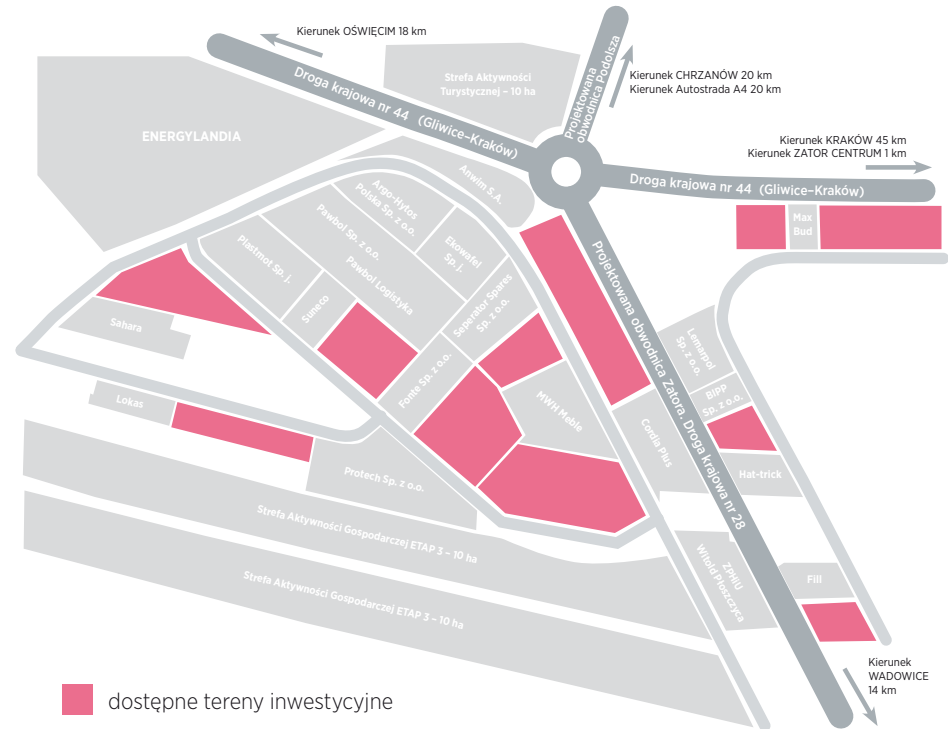 Kierunek OŚWIĘCIM 18 km
Droga krajowa nr 44 (Gliwice–Kraków)
Strefa Aktywności
Turystycznej – 10 ha
Projektowana
obwodnica Podolsza
Kierunek CHRZANÓW 20 km
Kierunek Autostrada A4 20 km
Kierunek KRAKÓW 45 km
Kierunek ZATOR CENTRUM 1 km
Droga krajowa nr 44 (Gliwice–Kraków)
ENERGYLANDIA
Anwim S.A.
Argo-Hytos
Polska Sp. z o.o.
Ekowafel
Sp. j.
Pawbol Sp. z o.o.
Pawbol Logistyka
Plastmot Sp. j.
Suneco
Seperator Spares
Sp. z o.o.
Fonte Sp. z o.o.
MWH Meble
Max
Bud
Projektowana obwodnica Zatora. Droga krajowa nr 28
Lemarpol
Sp. z o.o.
BIPP
Sp. z o.o.
Cordia Plus
Hat-trick
Sahara
Lokas
Protech Sp. z o.o.
Strefa Aktywności Gospodarczej ETAP 3 – 10 ha
Strefa Aktywności Gospodarczej ETAP 3 – 10 ha
ZPHiU
Witold Płoszczyca
Fill
Kierunek
WADOWICE
14 km
dostępne tereny inwestycyjne